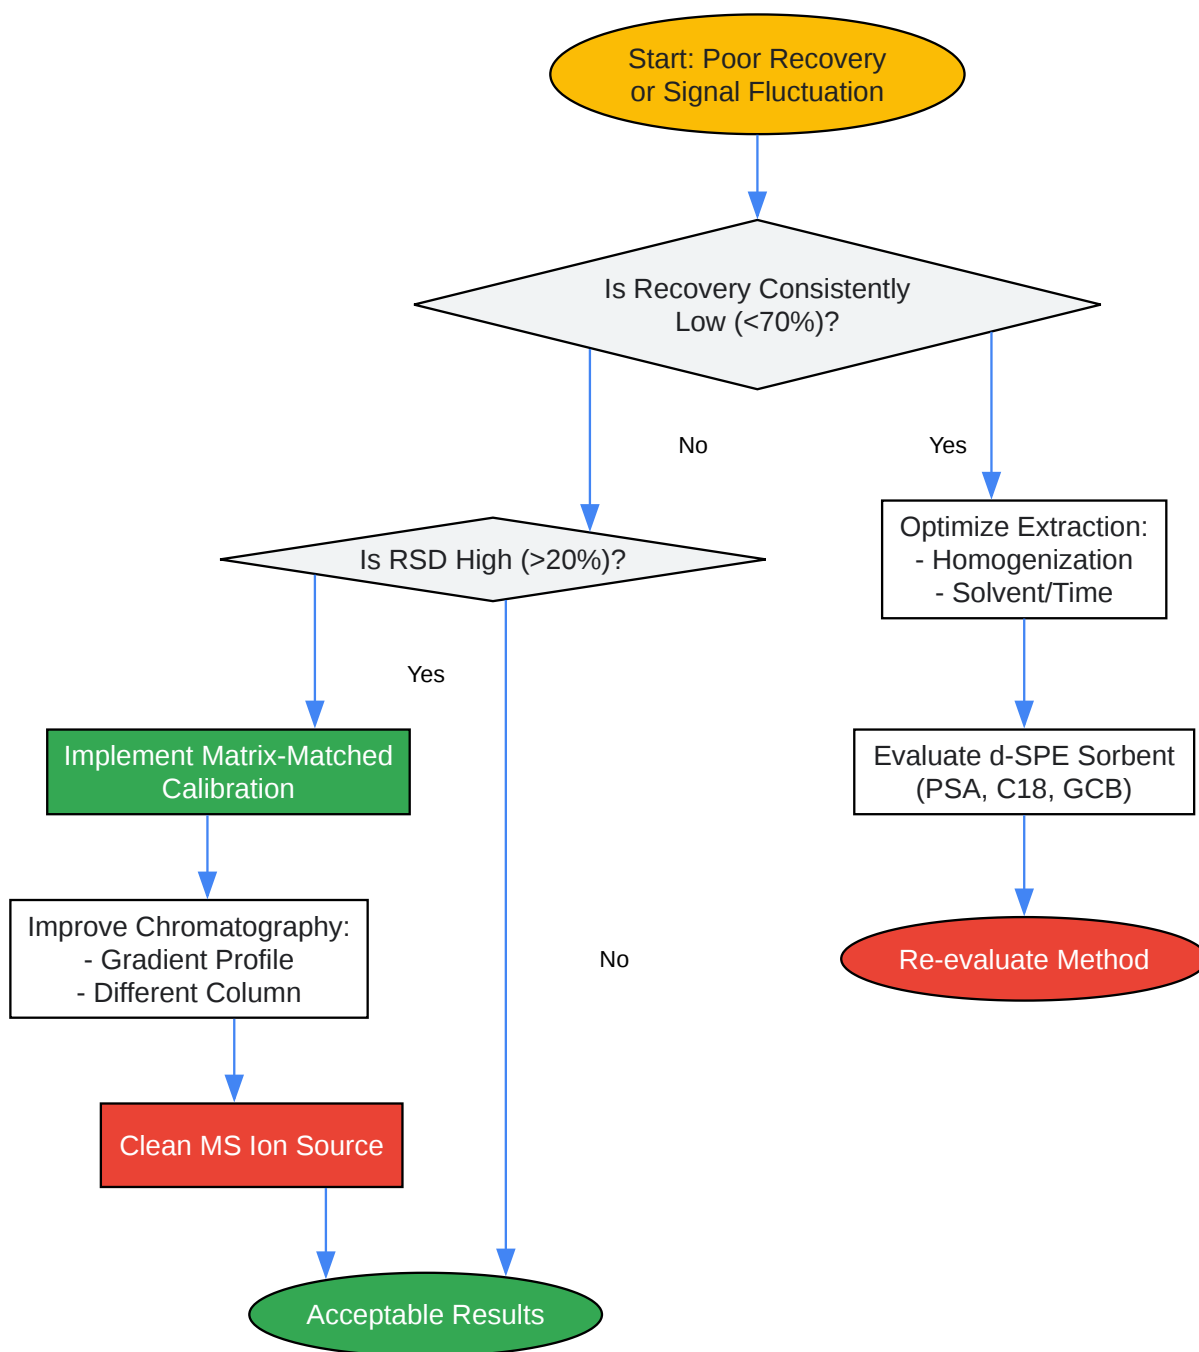 Start: Poor Recovery
or Signal Fluctuation
Is Recovery Consistently
Low (<70%)?
No
Yes
Is RSD High (>20%)?
Optimize Extraction:
- Homogenization
- Solvent/Time
Yes
Implement Matrix-Matched
Calibration
Evaluate d-SPE Sorbent
(PSA, C18, GCB)
Improve Chromatography:
- Gradient Profile
- Different Column
No
Re-evaluate Method
Clean MS Ion Source
Acceptable Results